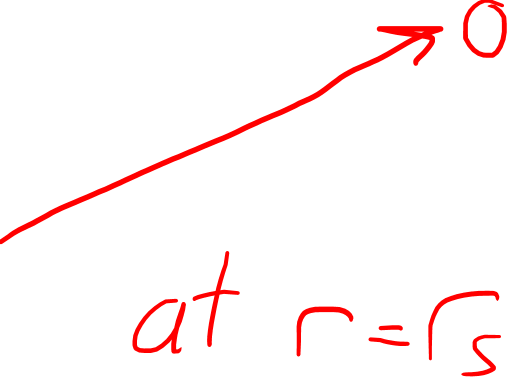 0
at r = rs